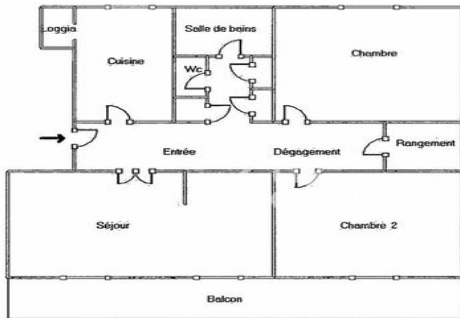 Loggia
Salle de bains
Chambre
Cuisine
Wc
Entrée
Dégagement
Rangement
Séjour
Chambre 2
Balcon